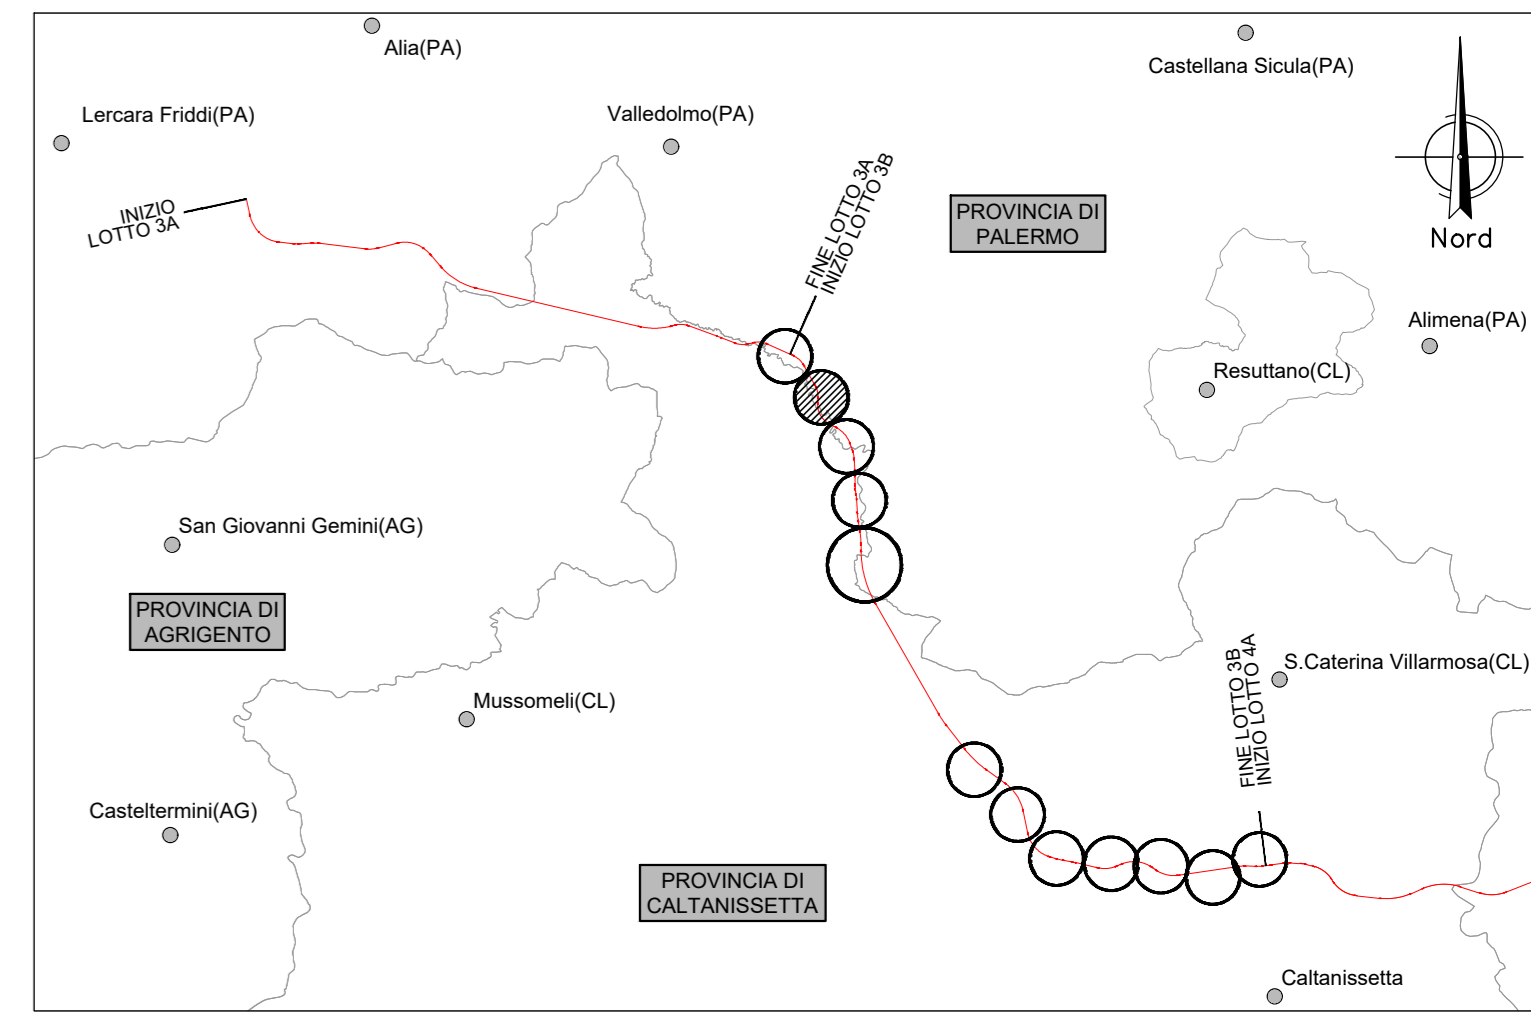 Alia(PA)
Castellana Sicula(PA)
Lercara Friddi(PA)
Valledolmo(PA)
INIZIO
LOTTO 3A
FINE LOTTO 3A
INIZIO LOTTO 3B
PROVINCIA DI
PALERMO
Nord
Alimena(PA)
Resuttano(CL)
San Giovanni Gemini(AG)
PROVINCIA DI
AGRIGENTO
FINE LOTTO 3B
INIZIO LOTTO 4A
S.Caterina Villarmosa(CL)
Mussomeli(CL)
Casteltermini(AG)
PROVINCIA DI
CALTANISSETTA
Caltanissetta